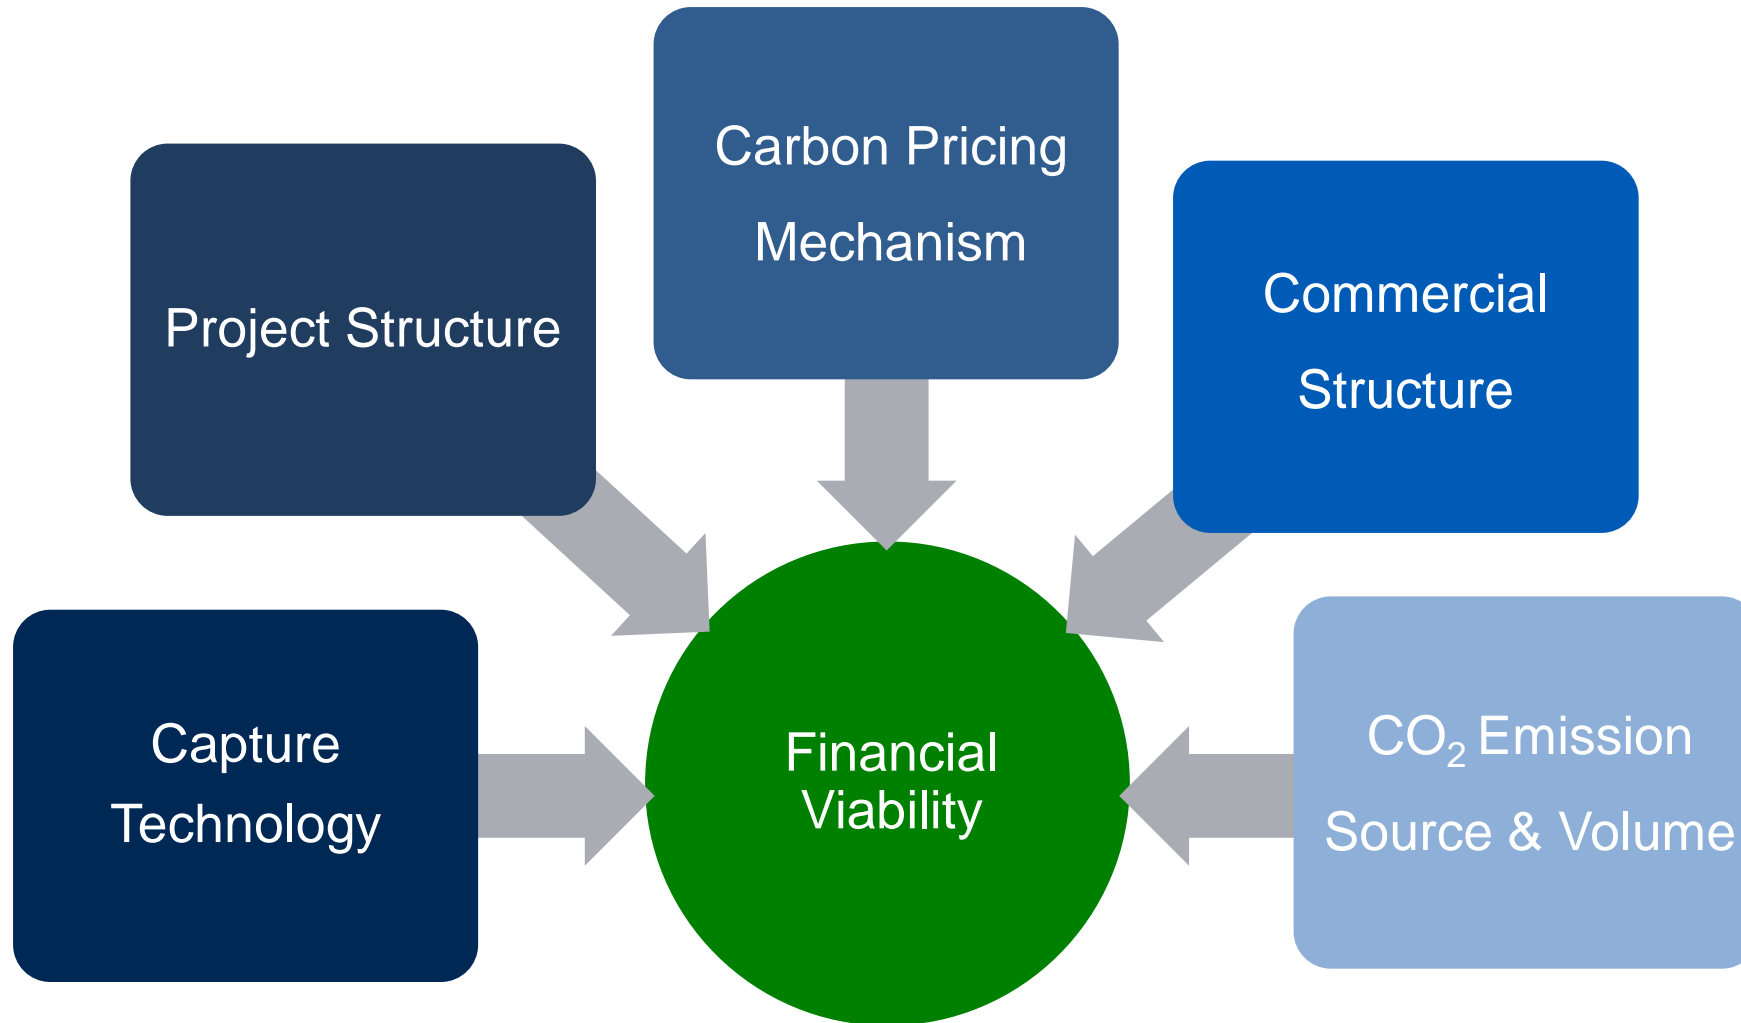 Carbon Pricing
Mechanism
Project Structure
Commercial
Structure
Capture
Technology
Financial
Viability
CO₂ Emission
Source & Volume